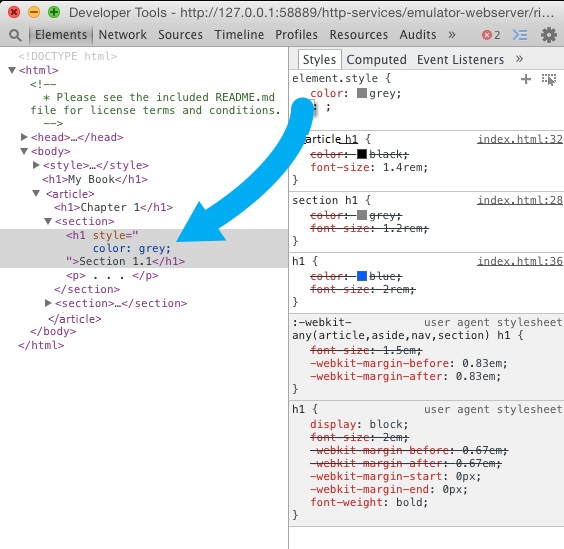 Developer Tools - http://127.0.0.1:58889/http-services/emulator-webserver/ri...
Elements Network Sources Timeline Profiles Resources Audits » 2
<!DOCTYPE html>
<html>
<!--
* Please see the included README.md
file for license terms and conditions.
-->
<head>…</head>
<body>
<style>…</style>
<h1>My Book</h1>
<article>
<h1>Chapter 1</h1>
<section>
<h1 style="
color: grey;
">Section 1.1</h1>
<p> . . . </p>
</section>
<section>…</section>
</article>
</body>
</html>
Styles Computed Event Listeners »
element.style {
color: grey;
: ;
}
article h1 { index.html:32
color: black;
font-size: 1.4rem;
}
section h1 { index.html:28
color: grey;
font-size: 1.2rem;
}
h1 { index.html:36
color: blue;
font-size: 2rem;
}
:-webkit- user agent stylesheet
any(article,aside,nav,section) h1 {
font-size: 1.5em;
-webkit-margin-before: 0.83em;
-webkit-margin-after: 0.83em;
}
h1 { user agent stylesheet
display: block;
font-size: 2em;
-webkit-margin-before: 0.67em;
-webkit-margin-after: 0.67em;
-webkit-margin-start: 0px;
-webkit-margin-end: 0px;
font-weight: bold;
}